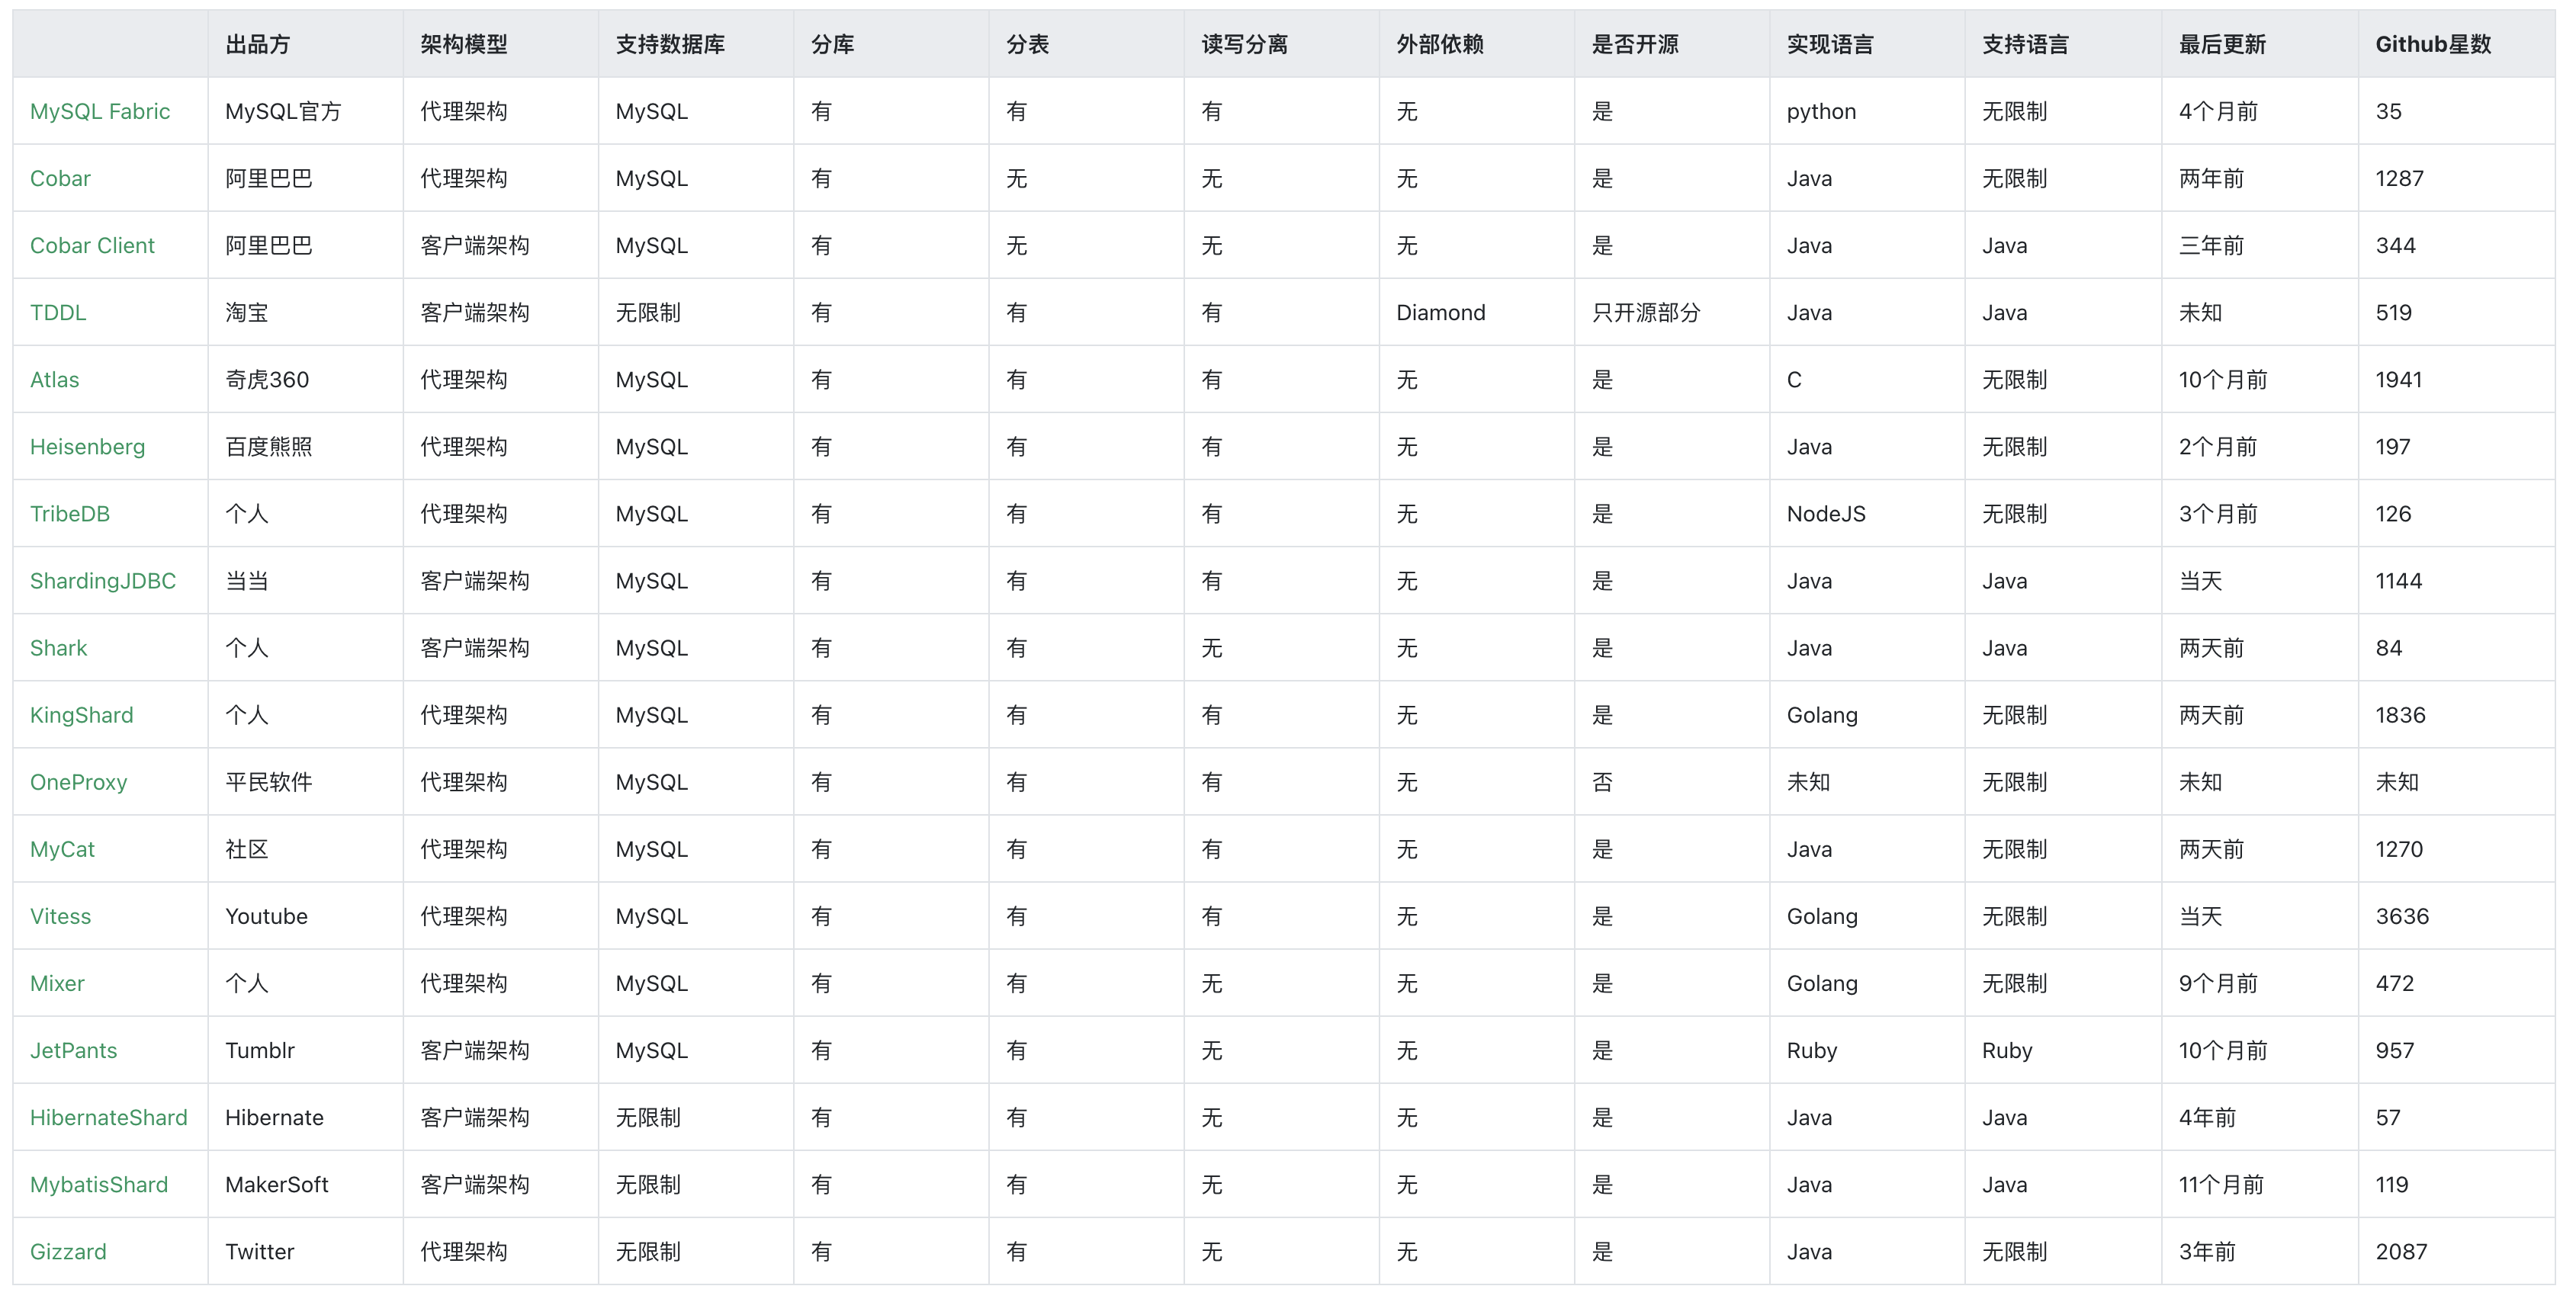 出品方 架构模型 支持数据库 分库 分表 读写分离 外部依赖 是否开源 实现语言 支持语言 最后更新 Github星数
MySQL Fabric MySQL官方 代理架构 MySQL 有 有 有 无 是 python 无限制 4个月前 35
Cobar 阿里巴巴 代理架构 MySQL 有 无 无 无 是 Java 无限制 两年前 1287
Cobar Client 阿里巴巴 客户端架构 MySQL 有 无 无 无 是 Java Java 三年前 344
TDDL 淘宝 客户端架构 无限制 有 有 有 Diamond 只开源部分 Java Java 未知 519
Atlas 奇虎360 代理架构 MySQL 有 有 有 无 是 C 无限制 10个月前 1941
Heisenberg 百度熊照 代理架构 MySQL 有 有 有 无 是 Java 无限制 2个月前 197
TribeDB 个人 代理架构 MySQL 有 有 有 无 是 NodeJS 无限制 3个月前 126
ShardingJDBC 当当 客户端架构 MySQL 有 有 有 无 是 Java Java 当天 1144
Shark 个人 客户端架构 MySQL 有 有 无 无 是 Java Java 两天前 84
KingShard 个人 代理架构 MySQL 有 有 有 无 是 Golang 无限制 两天前 1836
OneProxy 平民软件 代理架构 MySQL 有 有 有 无 否 未知 无限制 未知 未知
MyCat 社区 代理架构 MySQL 有 有 有 无 是 Java 无限制 两天前 1270
Vitess Youtube 代理架构 MySQL 有 有 有 无 是 Golang 无限制 当天 3636
Mixer 个人 代理架构 MySQL 有 有 无 无 是 Golang 无限制 9个月前 472
JetPants Tumblr 客户端架构 MySQL 有 有 无 无 是 Ruby Ruby 10个月前 957
HibernateShard Hibernate 客户端架构 无限制 有 有 无 无 是 Java Java 4年前 57
MybatisShard MakerSoft 客户端架构 无限制 有 有 无 无 是 Java Java 11个月前 119
Gizzard Twitter 代理架构 无限制 有 有 无 无 是 Java 无限制 3年前 2087